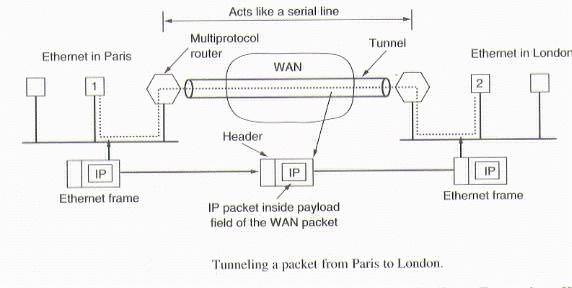 Acts like a serial line
Multiprotocol
router
Tunnel
Ethernet in Paris
WAN
Ethernet in London
1
2
Header
IP
IP
IP
Ethernet frame
IP packet inside payload
field of the WAN packet
Ethernet frame
Tunneling a packet from Paris to London.